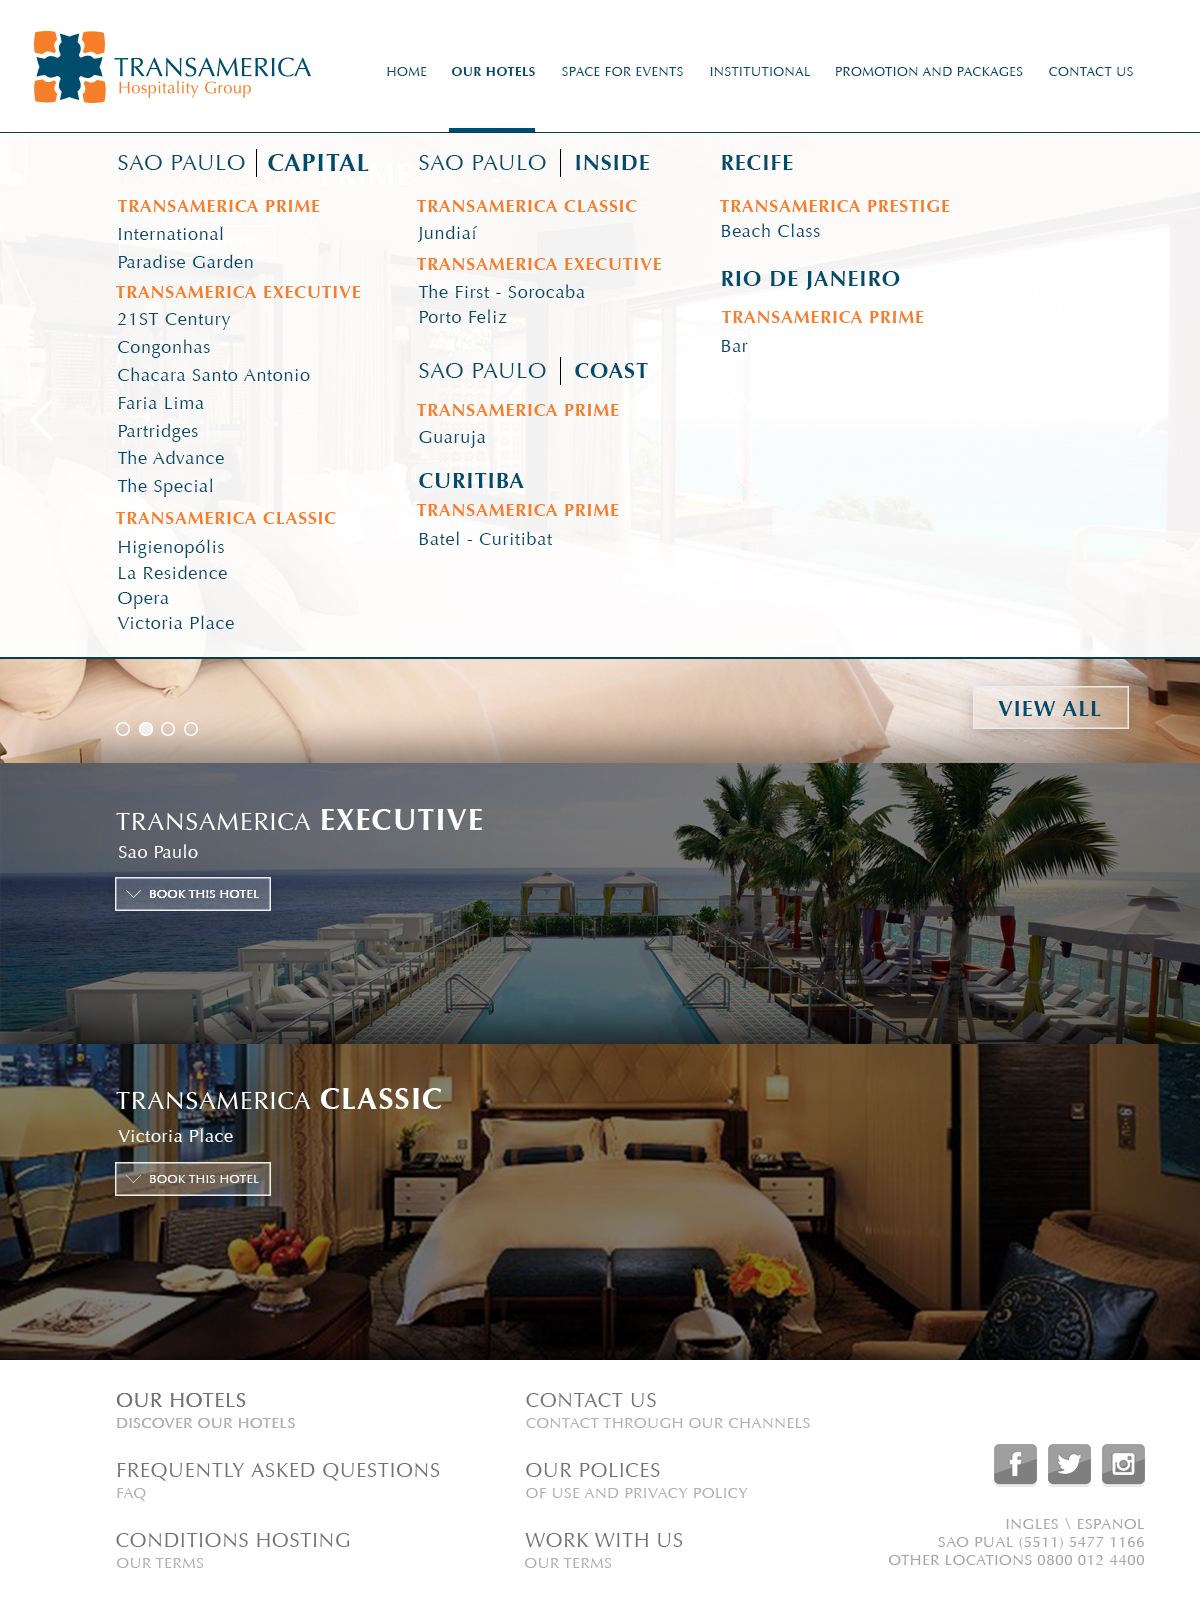 TRANSAMERICA
Hospitality Group
HOME
OUR HOTELS
SPACE FOR EVENTS
INSTITUTIONAL
PROMOTION AND PACKAGES
CONTACT US
SAO PAULO | CAPITAL
PRIME
TRANSAMERICA PRIME
International
Paradise Garden
TRANSAMERICA EXECUTIVE
21ST Century
Congonhas
Chacara Santo Antonio
Faria Lima
Partridges
The Advance
The Special
TRANSAMERICA CLASSIC
Higienopólis
La Residence
Opera
Victoria Place
SAO PAULO | INSIDE
TRANSAMERICA CLASSIC
Jundiaí
TRANSAMERICA EXECUTIVE
The First - Sorocaba
Porto Feliz
SAO PAULO | COAST
TRANSAMERICA PRIME
Guaruja
CURITIBA
TRANSAMERICA PRIME
Batel - Curitibat
RECIFE
TRANSAMERICA PRESTIGE
Beach Class
RIO DE JANEIRO
TRANSAMERICA PRIME
Bar
VIEW ALL
TRANSAMERICA EXECUTIVE
Sao Paulo
BOOK THIS HOTEL
TRANSAMERICA CLASSIC
Victoria Place
BOOK THIS HOTEL
OUR HOTELS
DISCOVER OUR HOTELS
FREQUENTLY ASKED QUESTIONS
FAQ
CONDITIONS HOSTING
OUR TERMS
CONTACT US
CONTACT THROUGH OUR CHANNELS
OUR POLICES
OF USE AND PRIVACY POLICY
WORK WITH US
OUR TERMS
INGLES \ ESPANOL
SAO PUAL (5511) 5477 1166
OTHER LOCATIONS 0800 012 4400